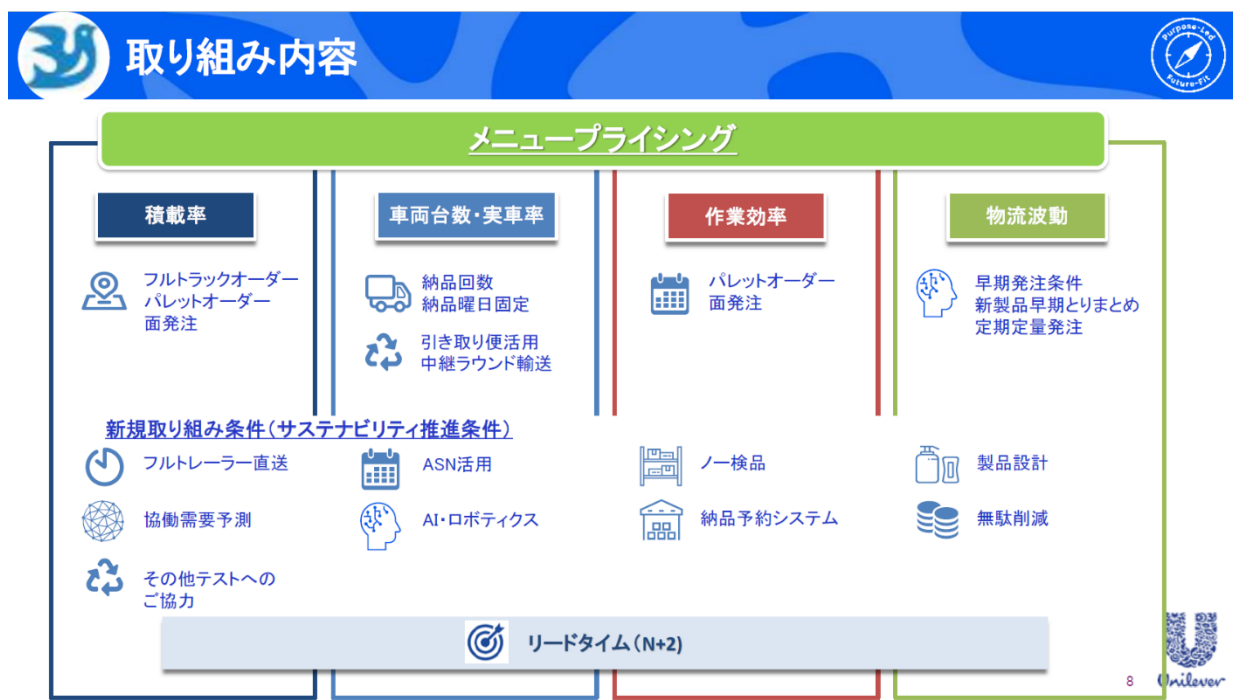 取り組み内容
Purpose-Led
Future-Fit
メニュープライシング
積載率
フルトラックオーダー
パレットオーダー
面発注
車両台数・実車率
納品回数
納品曜日固定
引き取り便活用
中継ラウンド輸送
作業効率
パレットオーダー
面発注
物流波動
早期発注条件
新製品早期とりまとめ
定期定量発注
新規取り組み条件(サステナビリティ推進条件)
フルトレーラー直送
ASN活用
ノー検品
製品設計
協働需要予測
AI・ロボティクス
納品予約システム
無駄削減
その他テストへの
ご協力
リードタイム(N+2)
8
Unilever